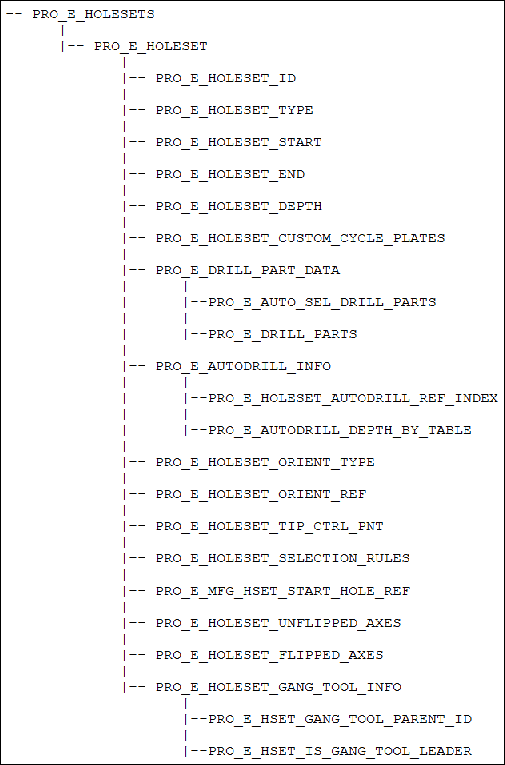 -- PRO_E_HOLESETS
|
|-- PRO_E_HOLESET
|
|-- PRO_E_HOLESET_ID
|
|-- PRO_E_HOLESET_TYPE
|
|-- PRO_E_HOLESET_START
|
|-- PRO_E_HOLESET_END
|
|-- PRO_E_HOLESET_DEPTH
|
|-- PRO_E_HOLESET_CUSTOM_CYCLE_PLATES
|
|-- PRO_E_DRILL_PART_DATA
| |
| |--PRO_E_AUTO_SEL_DRILL_PARTS
| |
| |--PRO_E_DRILL_PARTS
|
|-- PRO_E_AUTODRILL_INFO
| |
| |--PRO_E_HOLESET_AUTODRILL_REF_INDEX
| |
| |--PRO_E_AUTODRILL_DEPTH_BY_TABLE
|
|-- PRO_E_HOLESET_ORIENT_TYPE
|
|-- PRO_E_HOLESET_ORIENT_REF
|
|-- PRO_E_HOLESET_TIP_CTRL_PNT
|
|-- PRO_E_HOLESET_SELECTION_RULES
|
|-- PRO_E_MFG_HSET_START_HOLE_REF
|
|-- PRO_E_HOLESET_UNFLIPPED_AXES
|
|-- PRO_E_HOLESET_FLIPPED_AXES
|
|-- PRO_E_HOLESET_GANG_TOOL_INFO
|
|--PRO_E_HSET_GANG_TOOL_PARENT_ID
|
|--PRO_E_HSET_IS_GANG_TOOL_LEADER